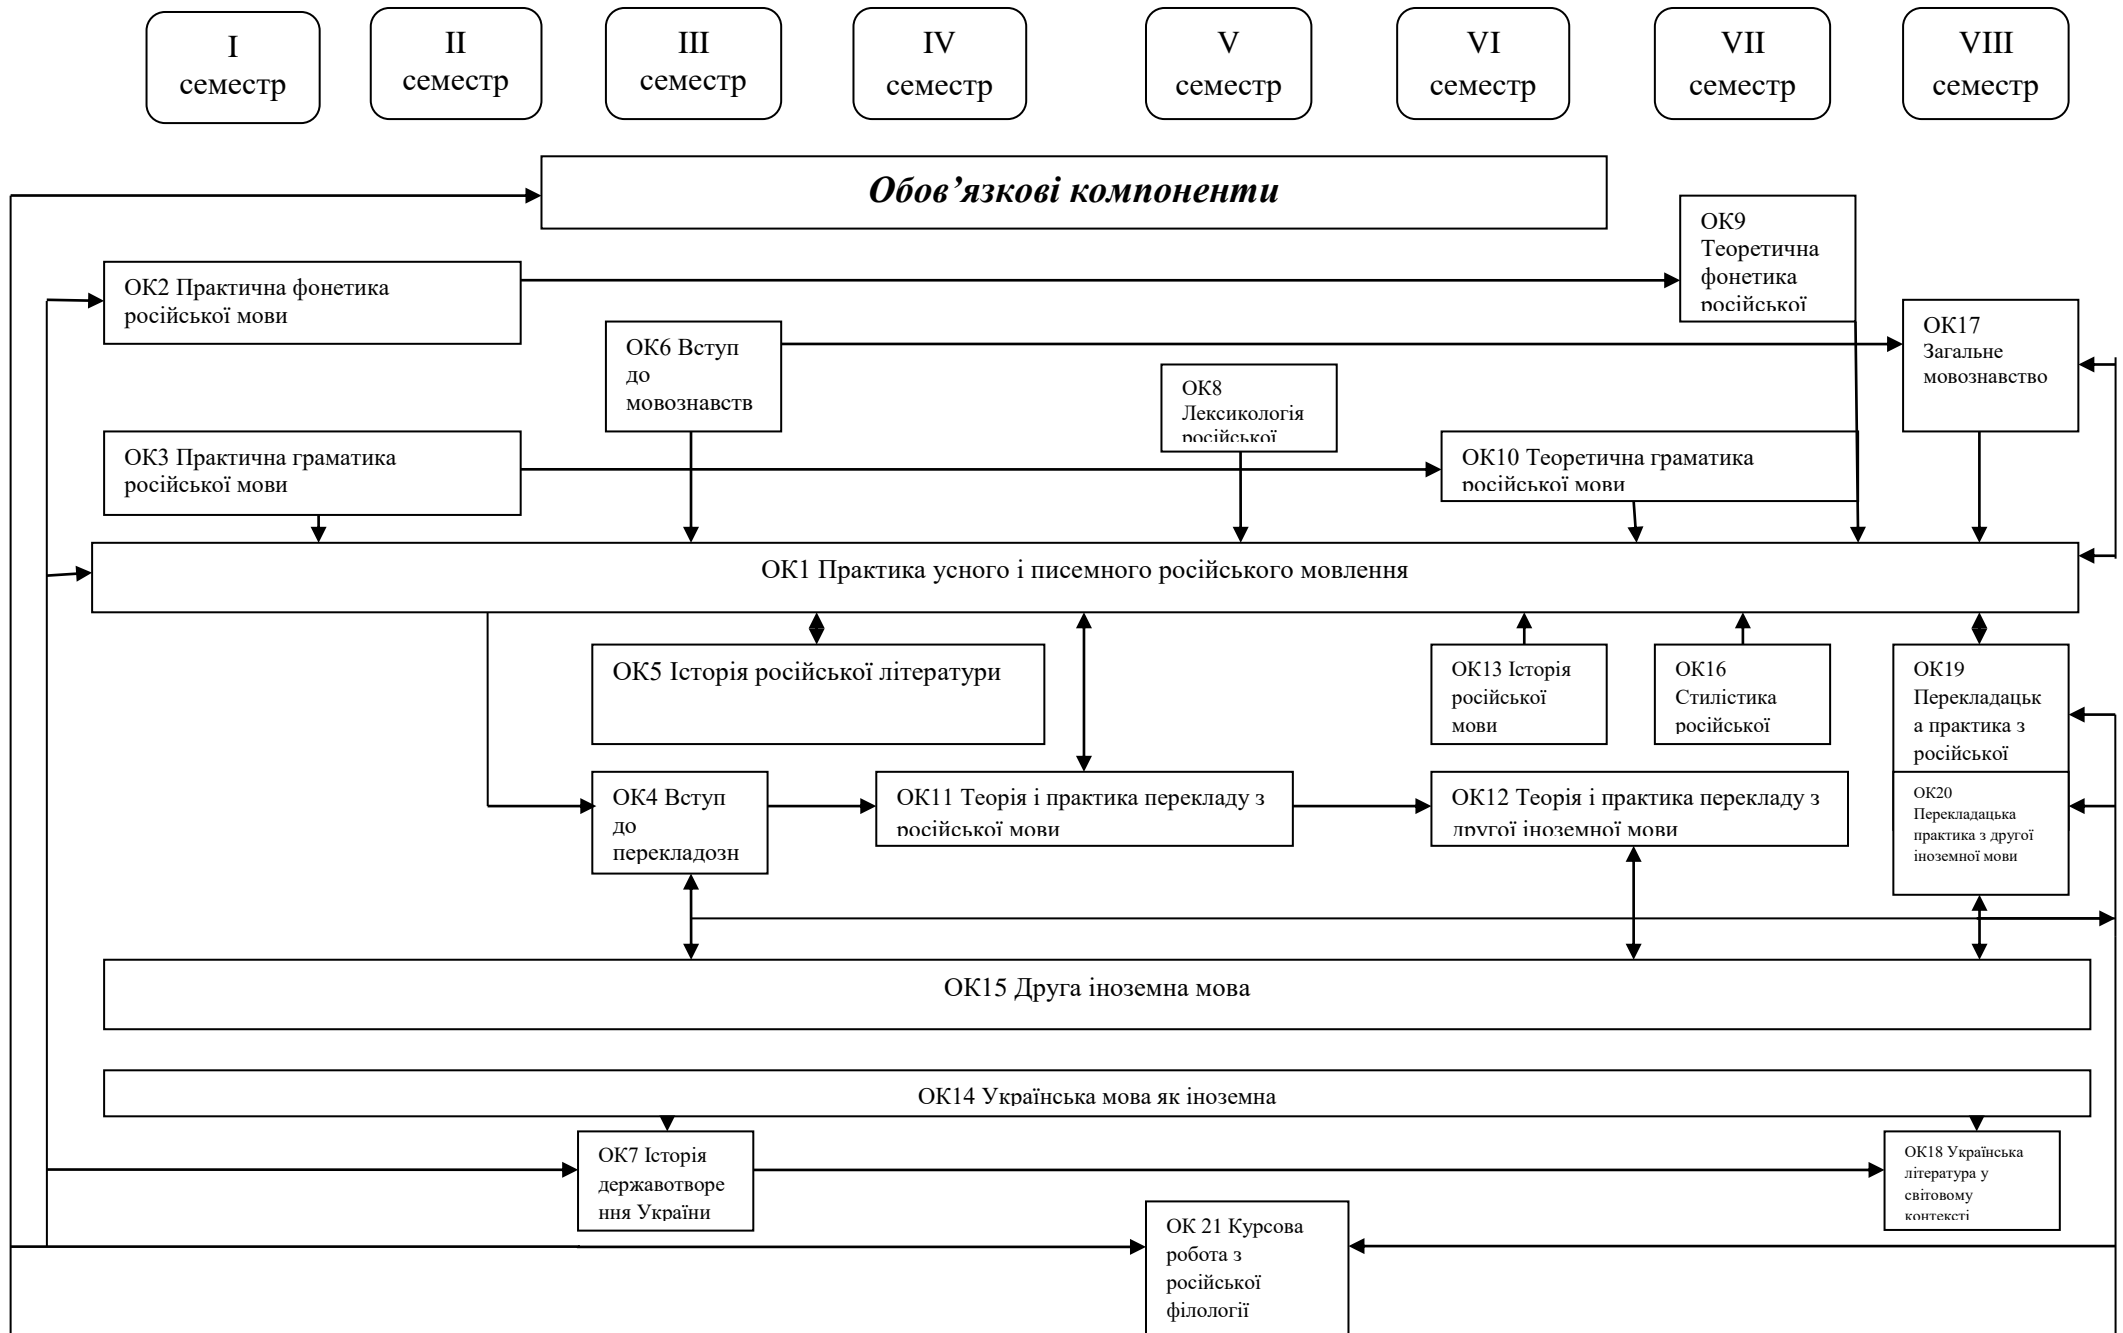 I
семестр
II
семестр
III
семестр
IV
семестр
V
семестр
VI
семестр
VII
семестр
VIII
семестр
Обов’язкові компоненти
ОК9
Теоретична
фонетика
російської
ОК2 Практична фонетика
російської мови
ОК17
Загальне
мовознавство
ОК6 Вступ
до
мовознавств
ОК8
Лексикологія
російської
ОК3 Практична граматика
російської мови
ОК10 Теоретична граматика
російської мови
ОК1 Практика усного і писемного російського мовлення
ОК5 Історія російської літератури
ОК13 Історія
російської
мови
ОК16
Стилістика
російської
ОК19
Перекладацьк
а практика з
російської
ОК4 Вступ
до
перекладозн
ОК11 Теорія і практика перекладу з
російської мови
ОК12 Теорія і практика перекладу з
другої іноземної мови
ОК20
Перекладацька
практика з другої
іноземної мови
ОК15 Друга іноземна мова
ОК14 Українська мова як іноземна
ОК7 Історія
державотворе
ння України
ОК18 Українська
література у
світовому
контексті
ОК 21 Курсова
робота з
російської
філології